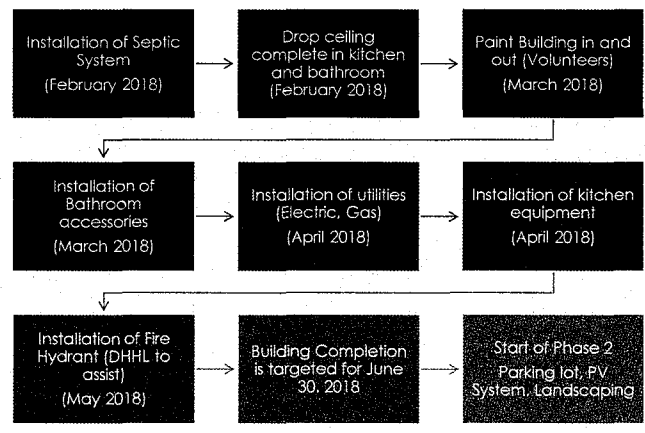 Installation of Septic
System
(February 2018)
Drop ceiling
complete in kitchen
and bathroom
(February 2018)
Paint Building in and
out (Volunteers)
(March 2018)
Installation of
Bathroom
accessories
(March 2018)
Installation of utilities
(Electric, Gas)
(April 2018)
Installation of kitchen
equipment
(April 2018)
Installation of Fire
Hydrant (DHHL to
assist)
(May 2018)
Building Completion
is targeted for June
30, 2018
Start of Phase 2
Parking lot, PV
System, Landscaping